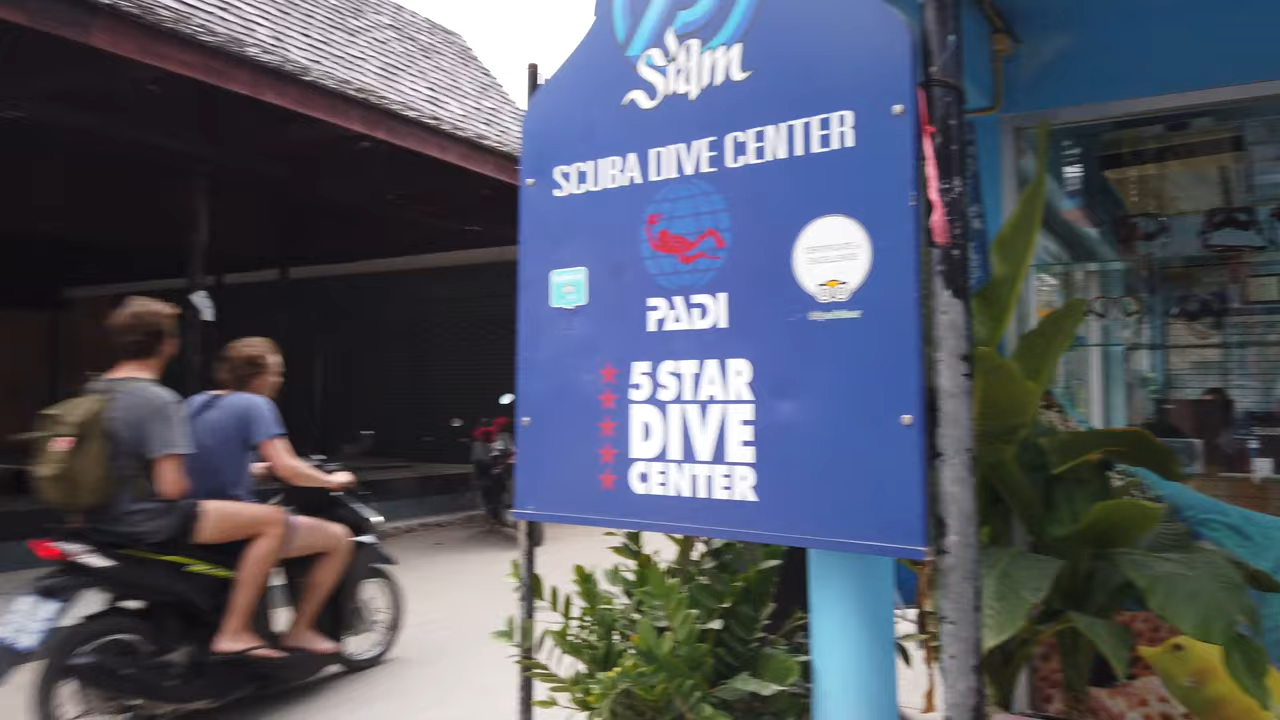 Siam
SCUBA DIVE CENTER
PADI
5 STAR
DIVE
CENTER